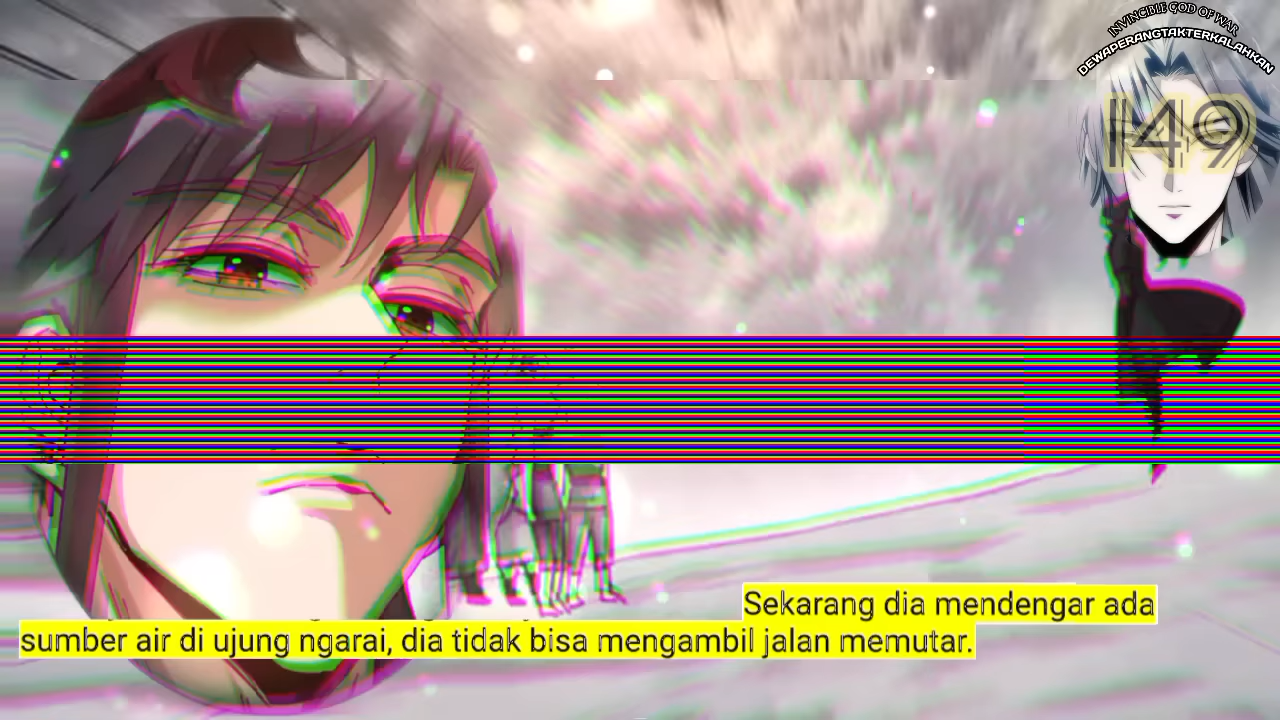 INVINCIBLE GOD OF WAR
DEWAPERANGTAKTERKALAHKAN
149
Sekarang dia mendengar ada
sumber air di ujung ngarai, dia tidak bisa mengambil jalan memutar.